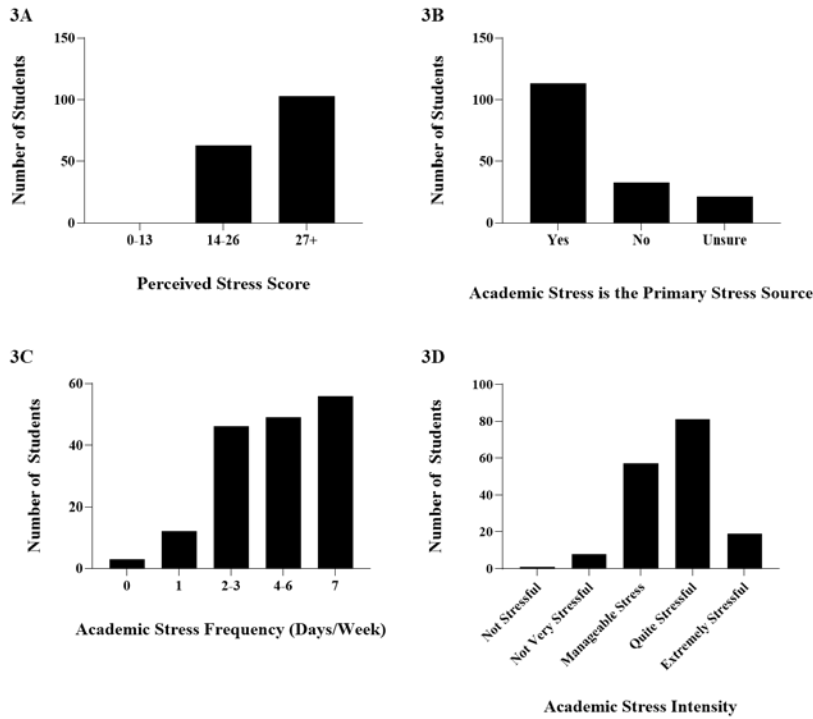 3A
150
100
50
0
Number of Students
0-13 14-26 27+
Perceived Stress Score
3B
150
100
50
0
Number of Students
Yes No Unsure
Academic Stress is the Primary Stress Source
3C
60
40
20
0
Number of Students
0 1 2-3 4-6 7
Academic Stress Frequency (Days/Week)
3D
100
80
60
40
20
0
Number of Students
Not Stressful
Not Very Stressful
Manageable Stress
Quite Stressful
Extremely Stressful
Academic Stress Intensity